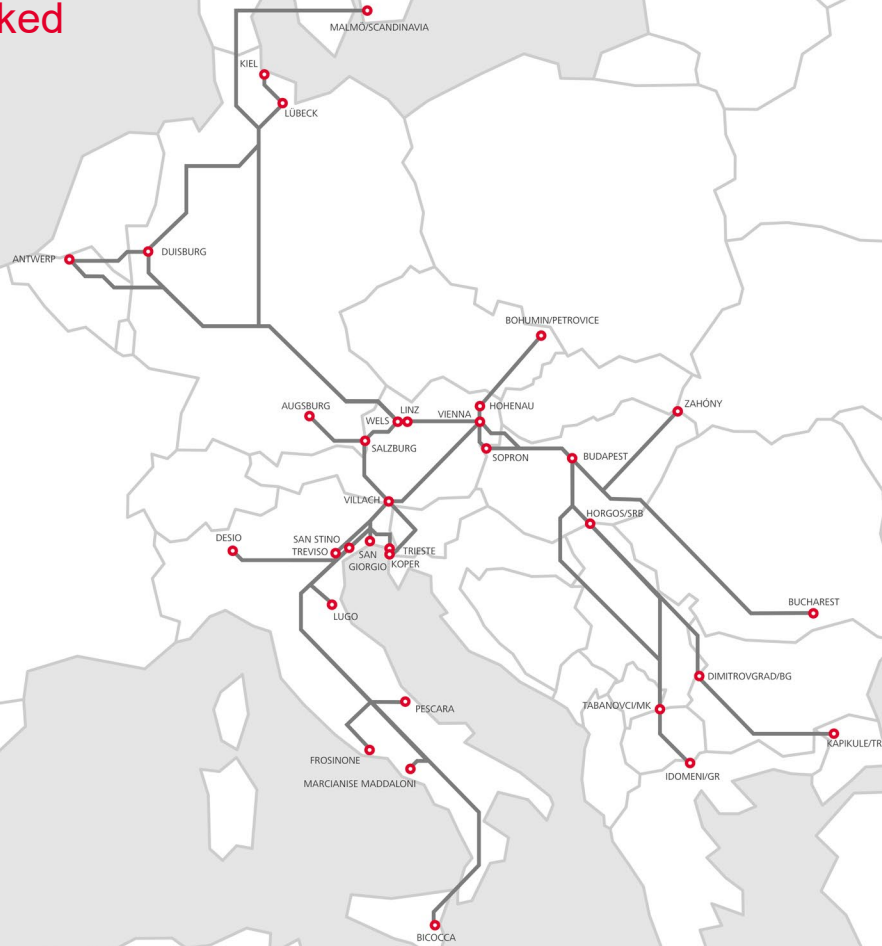 ked
MALMÖ/SCANDINAVIA
KIEL
LÜBECK
ANTWERP
DUISBURG
BOHUMIN/PETROVICE
AUGSBURG
LINZ
WELS
VIENNA
HOHENAU
ZAHÓNY
SALZBURG
SOPRON
BUDAPEST
VILLACH
HORGOS/SRB
DESIO
SAN STINO
TREVISO
SAN
GIORGIO
TRIESTE
KOPER
LUGO
BUCHAREST
PESCARA
DIMITROVGRAD/BG
TABANOVCI/MK
KAPIKULE/TR
FROSINONE
IDOMENI/GR
MARCIANISE MADDALONI
BICOCCA